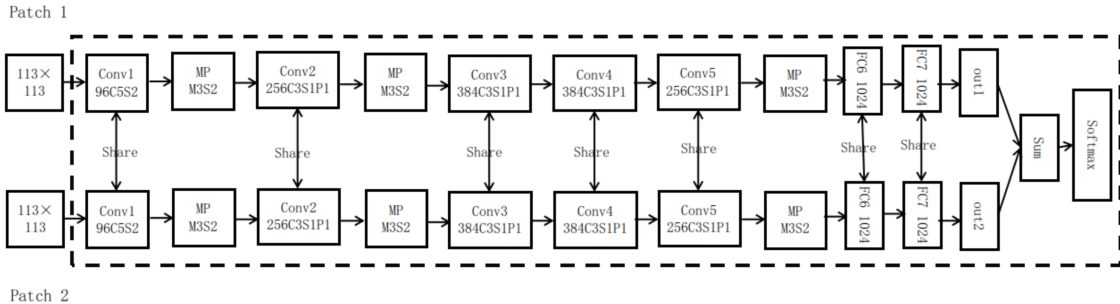 Patch 1
113×
113
Conv1
96C5S2
MP
M3S2
Conv2
256C3S1P1
MP
M3S2
Conv3
384C3S1P1
Conv4
384C3S1P1
Conv5
256C3S1P1
MP
M3S2
FC6 1024
FC7 1024
out1
Share
Share
Share
Share
Share
Share
Share
Sum
Softmax
113×
113
Conv1
96C5S2
MP
M3S2
Conv2
256C3S1P1
MP
M3S2
Conv3
384C3S1P1
Conv4
384C3S1P1
Conv5
256C3S1P1
MP
M3S2
FC6 1024
FC7 1024
out2
Patch 2